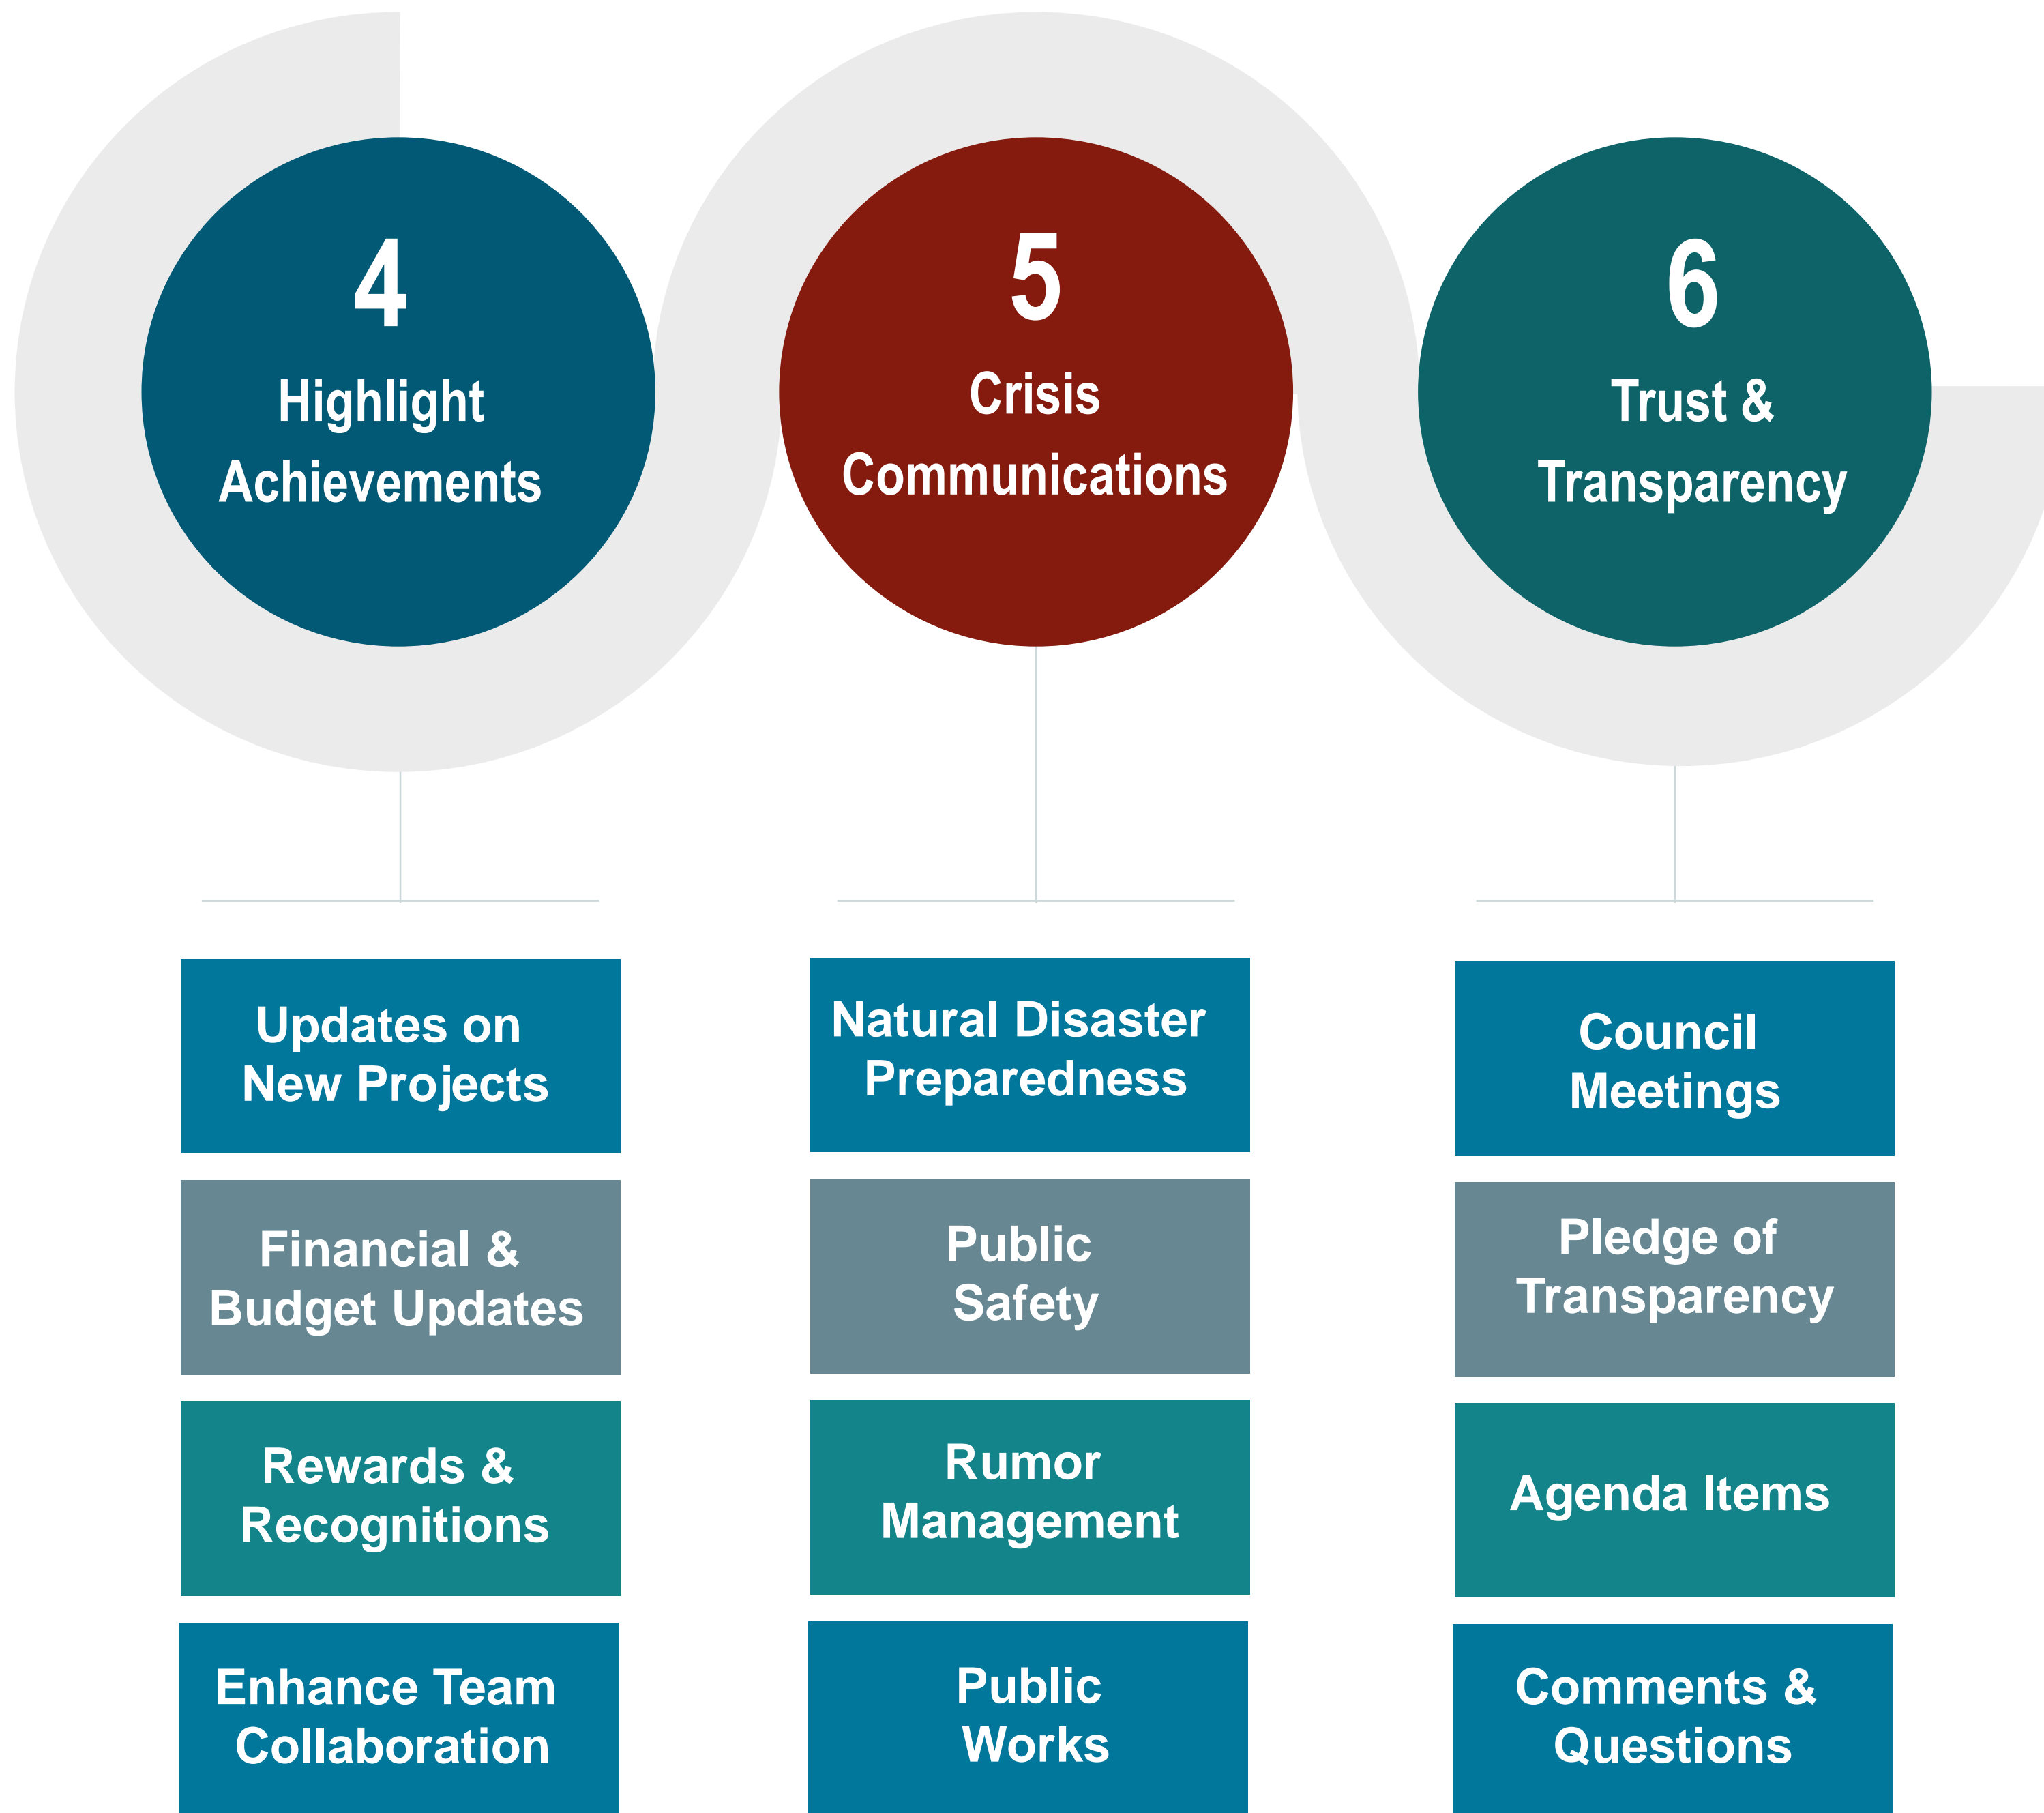 4
Highlight
Achievements
5
Crisis
Communications
6
Trust &
Transparency
Updates on
New Projects
Financial &
Budget Updates
Rewards &
Recognitions
Enhance Team
Collaboration
Natural Disaster
Preparedness
Public
Safety
Rumor
Management
Public
Works
Council
Meetings
Pledge of
Transparency
Agenda Items
Comments &
Questions